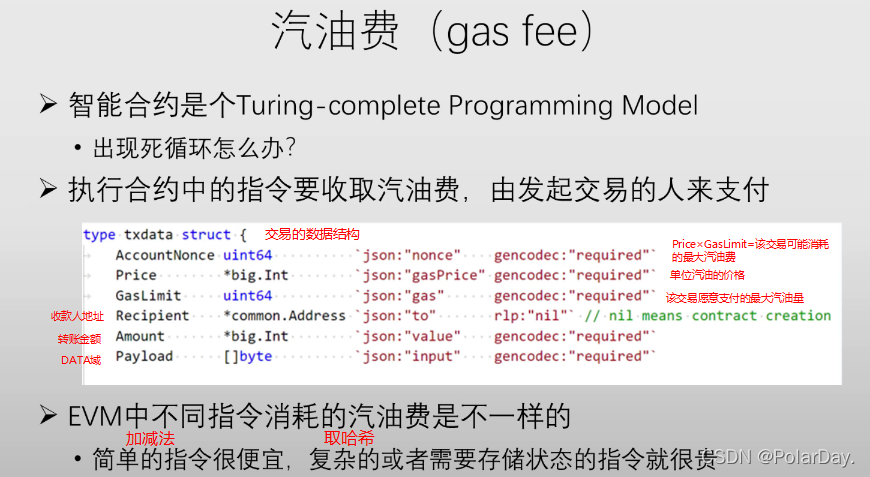 汽油费（gas fee）
➢ 智能合约是个Turing-complete Programming Model
• 出现死循环怎么办？
➢ 执行合约中的指令要收取汽油费，由发起交易的人来支付
type txdata struct { 交易的数据结构
AccountNonce uint64 `json:"nonce" gencodec:"required"` Price×GasLimit=该交易可能消耗
的最大汽油费
Price *big.Int `json:"gasPrice" gencodec:"required"` 单位汽油的价格
GasLimit uint64 `json:"gas" gencodec:"required"` 该交易愿意支付的最大汽油量
收款人地址 Recipient *common.Address `json:"to" rlp:"nil"` // nil means contract creation
转账金额 Amount *big.Int `json:"value" gencodec:"required"`
DATA域 Payload []byte `json:"input" gencodec:"required"`
➢ EVM中不同指令消耗的汽油费是不一样的
加减法 取哈希
• 简单的指令很便宜，复杂的或者需要存储状态的指令就很贵
CSDN @PolarDay.